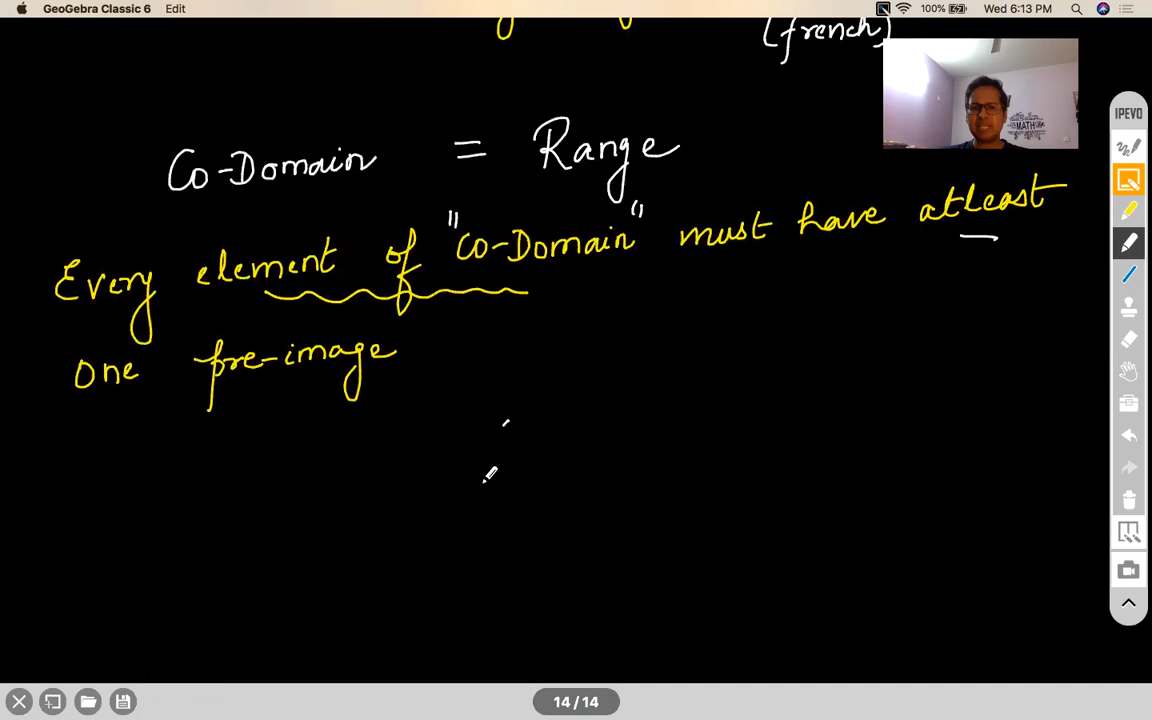 GeoGebra Classic 6 Edit 100% Wed 6:13 PM
(french)
IPEVO
MATH
Co-Domain = Range
Every element of "Co-Domain" must have atleast
one pre-image
14 / 14